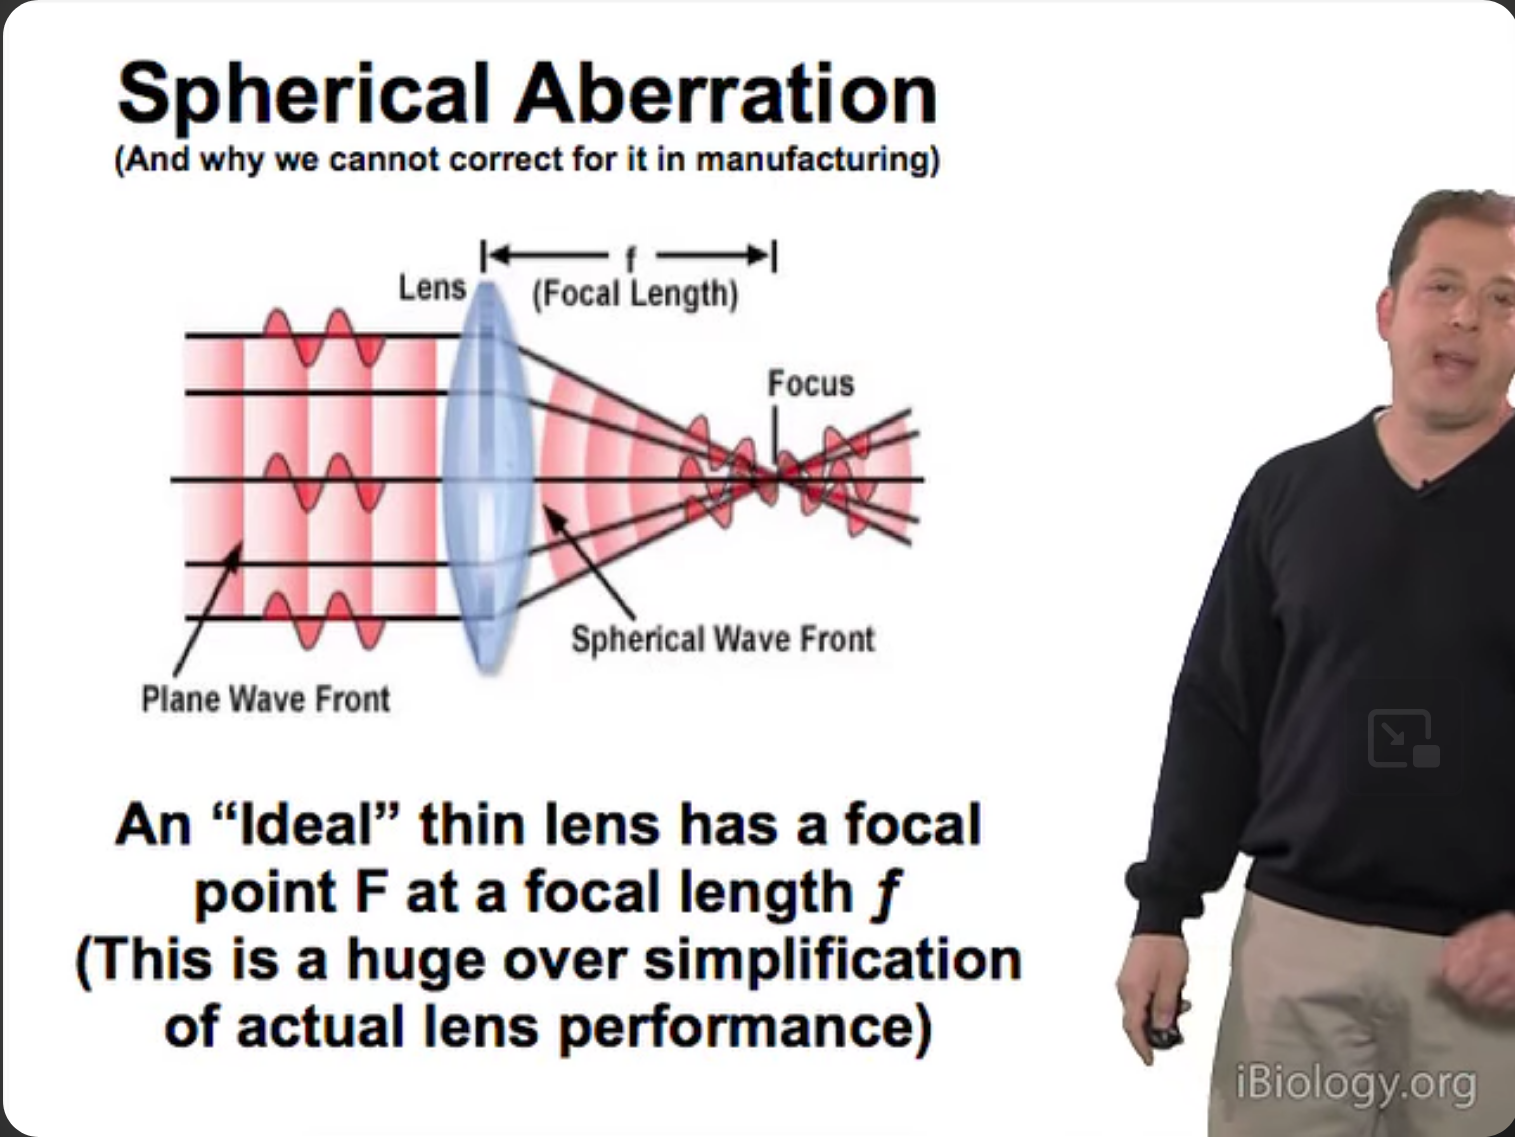 Spherical Aberration
(And why we cannot correct for it in manufacturing)
f
Lens
(Focal Length)
Focus
Spherical Wave Front
Plane Wave Front
An “Ideal” thin lens has a focal
point F at a focal length f
(This is a huge over simplification
of actual lens performance)
iBiology.org